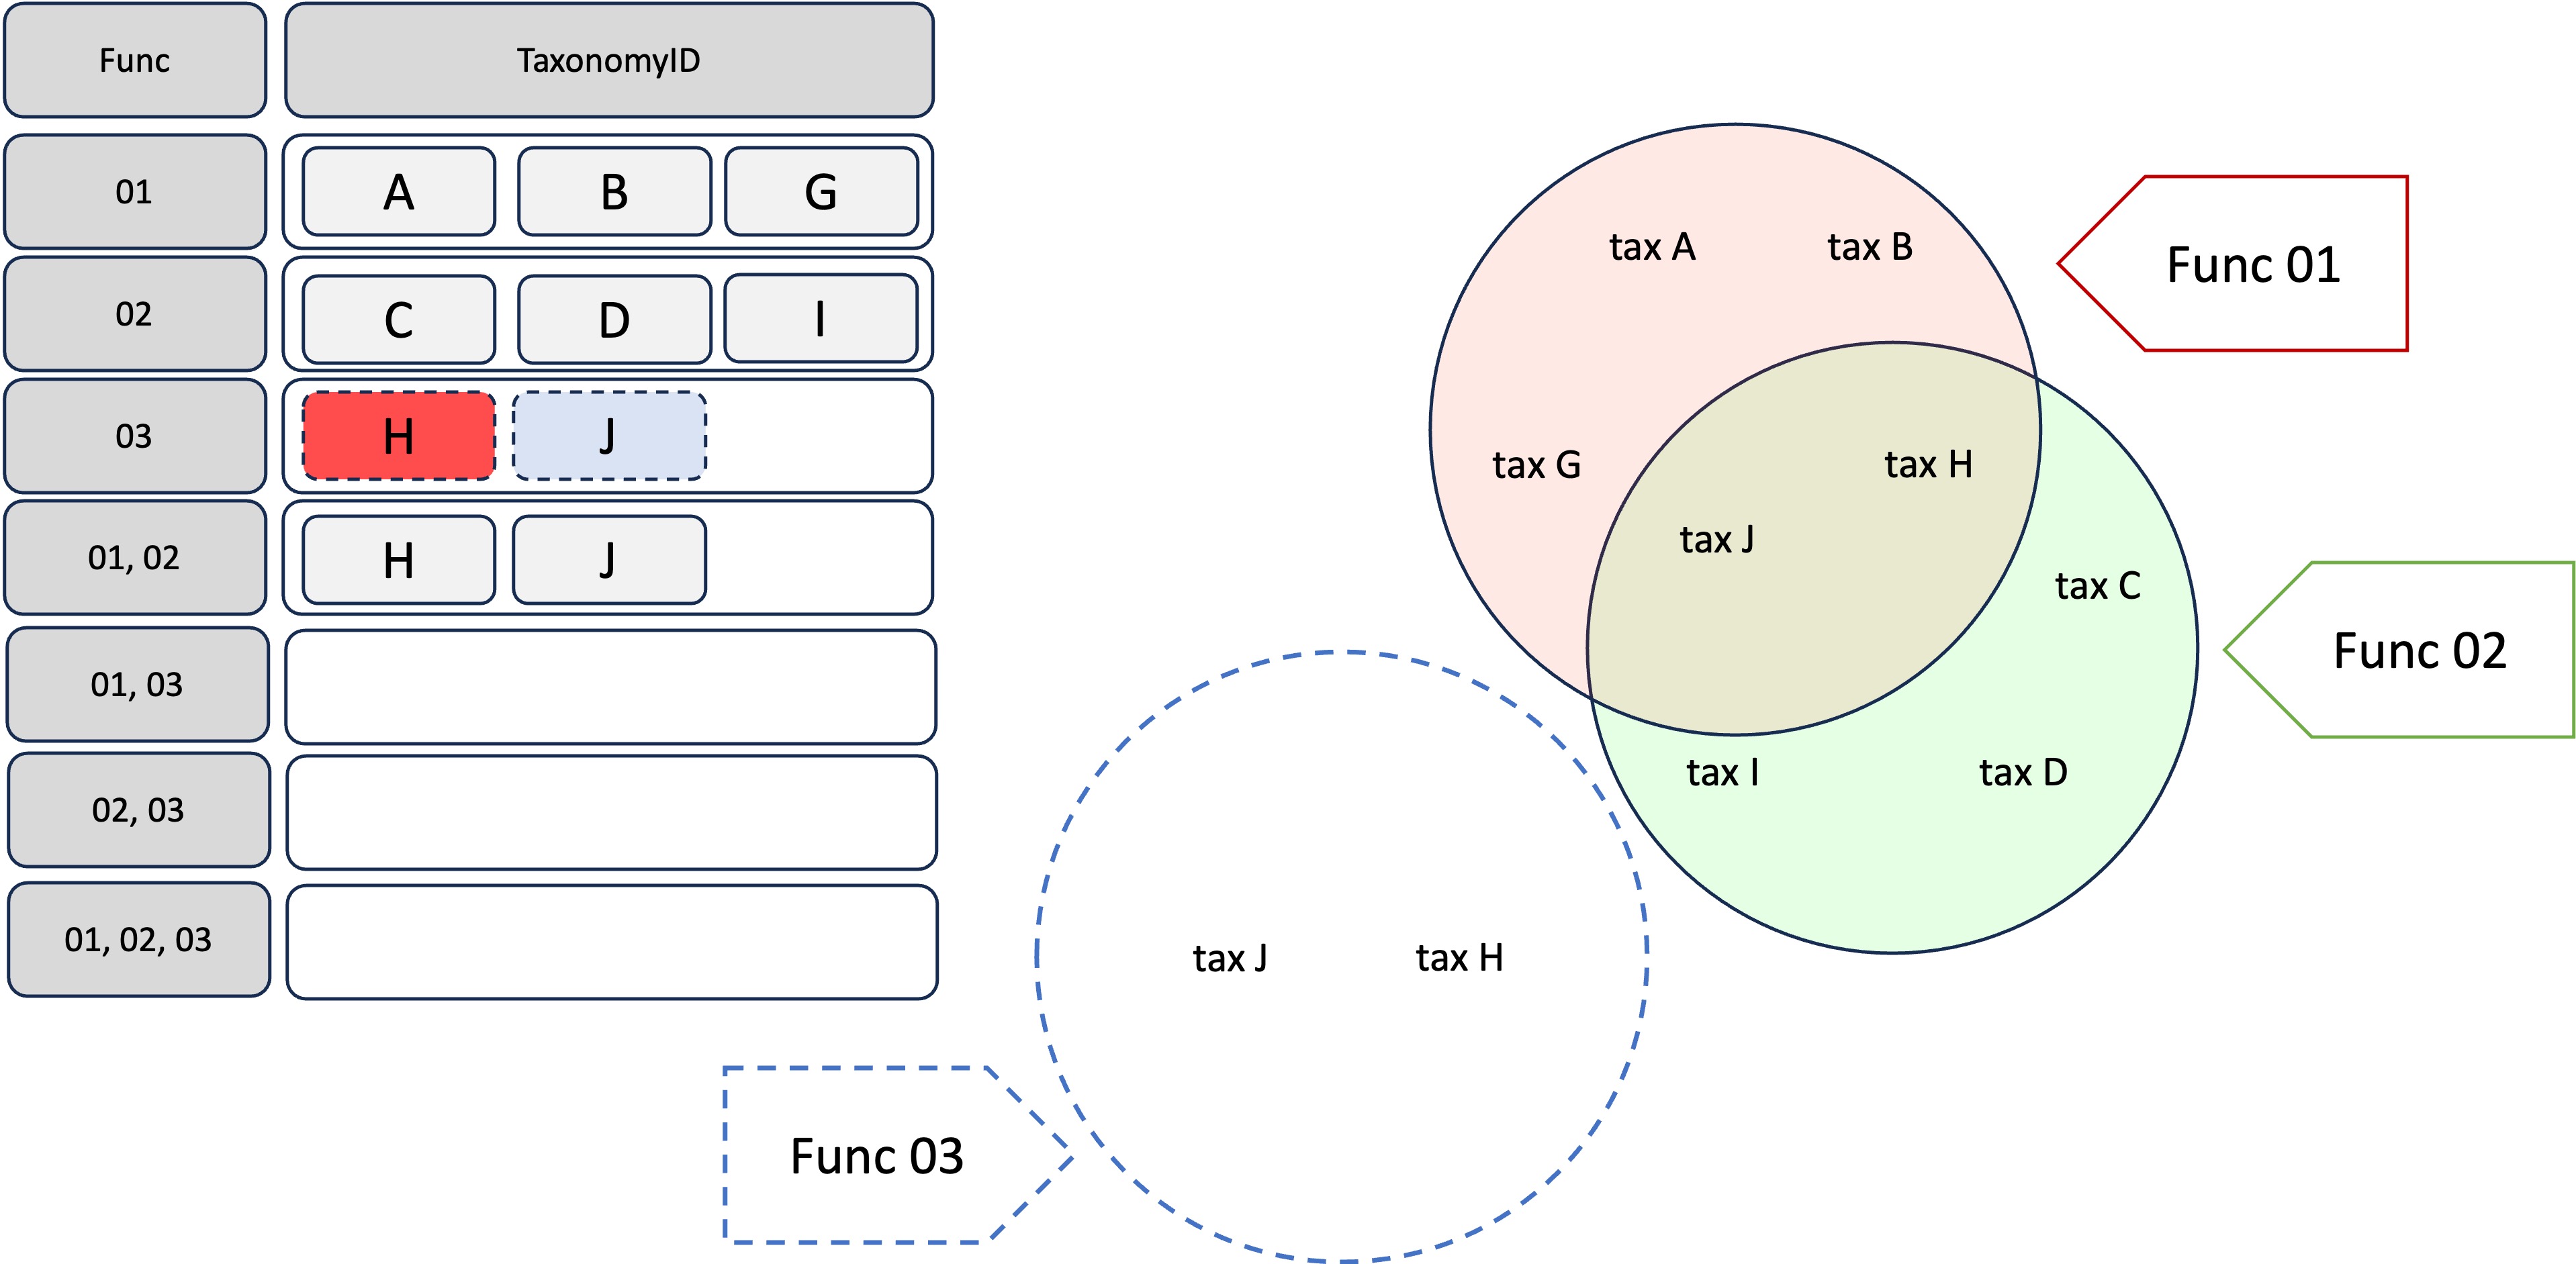 Func TaxonomyID
01 A B G
02 C D I
03 H J
01, 02 H J
01, 03
02, 03
01, 02, 03
tax A tax B
Func 01
tax G tax H
tax J
tax C
Func 02
tax I tax D
tax J tax H
Func 03